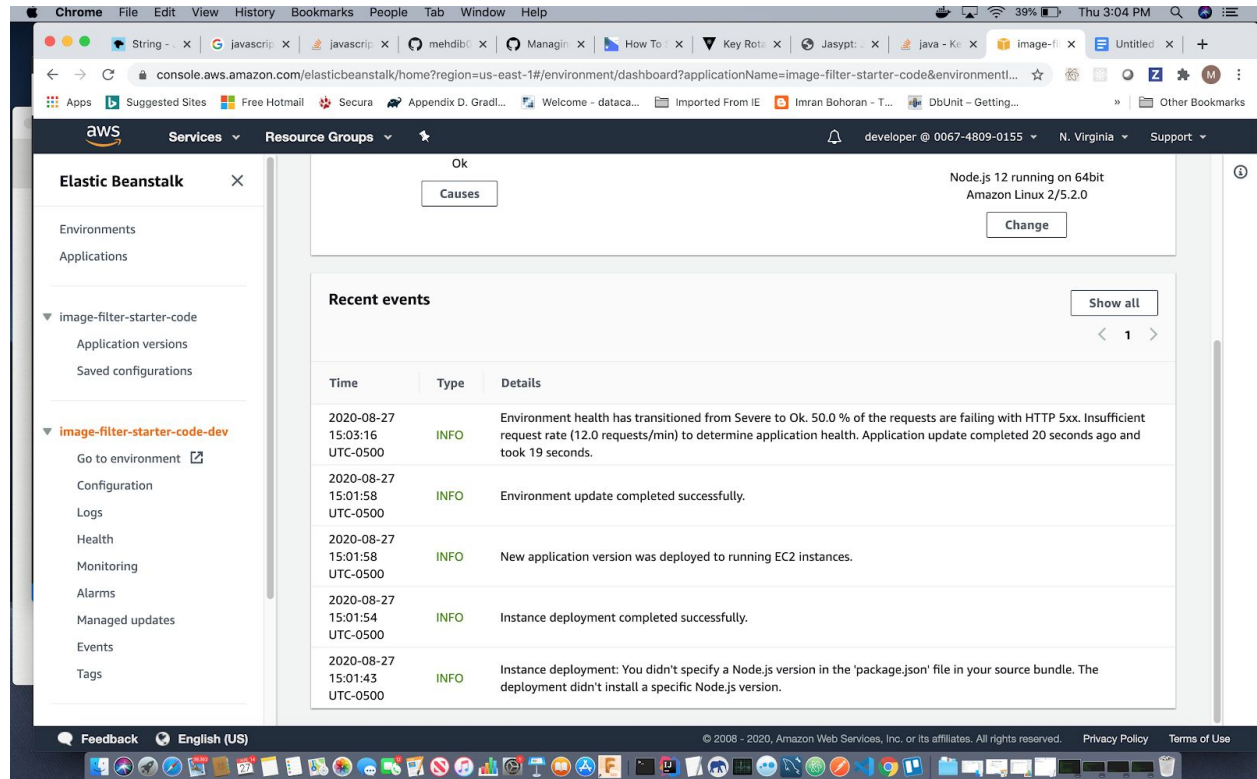 Chrome File Edit View History Bookmarks People Tab Window Help 39% Thu 3:04 PM
String - javascrip javascrip mehdib Managin How To Key Rota Jasypt: java - Ke image-fi Untitled
console.aws.amazon.com/elasticbeanstalk/home?region=us-east-1#/environment/dashboard?applicationName=image-filter-starter-code&environmentI...
Apps Suggested Sites Free Hotmail Secura Appendix D. Gradl... Welcome - dataca... Imported From IE Imran Bohoran - T... DbUnit – Getting... » Other Bookmarks
aws Services Resource Groups developer @ 0067-4809-0155 N. Virginia Support
Elastic Beanstalk
Environments
Applications
image-filter-starter-code
Application versions
Saved configurations
image-filter-starter-code-dev
Go to environment
Configuration
Logs
Health
Monitoring
Alarms
Managed updates
Events
Tags
Ok
Causes
Node.js 12 running on 64bit
Amazon Linux 2/5.2.0
Change
Recent events
Show all
1
Time Type Details
2020-08-27
15:03:16
UTC-0500
INFO
Environment health has transitioned from Severe to Ok. 50.0 % of the requests are failing with HTTP 5xx. Insufficient
request rate (12.0 requests/min) to determine application health. Application update completed 20 seconds ago and
took 19 seconds.
2020-08-27
15:01:58
UTC-0500
INFO
Environment update completed successfully.
2020-08-27
15:01:58
UTC-0500
INFO
New application version was deployed to running EC2 instances.
2020-08-27
15:01:54
UTC-0500
INFO
Instance deployment completed successfully.
2020-08-27
15:01:43
UTC-0500
INFO
Instance deployment: You didn't specify a Node.js version in the 'package.json' file in your source bundle. The
deployment didn't install a specific Node.js version.
Feedback English (US) © 2008 - 2020, Amazon Web Services, Inc. or its affiliates. All rights reserved. Privacy Policy Terms of Use